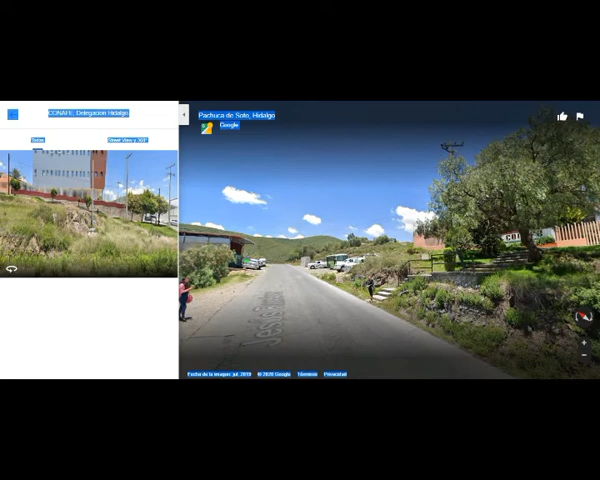 CONAFE. Delegación Hidalgo
Todas
Street View y 360°
Pachuca de Soto, Hidalgo
Google
Fecha de la imagen: jul. 2019 © 2020 Google Términos Privacidad